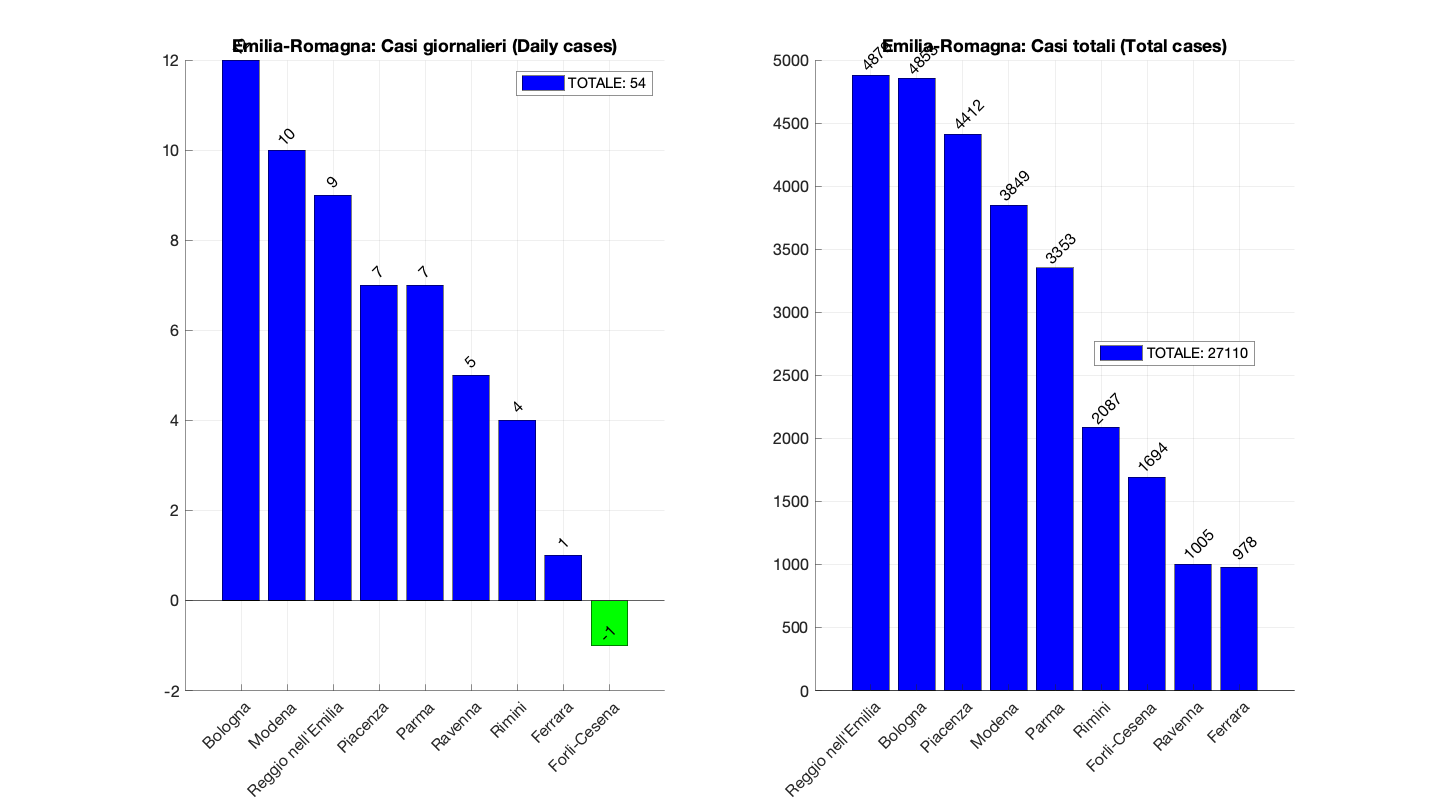 Emilia-Romagna: Casi giornalieri (Daily cases)
TOTALE: 54
12
10
8
6
4
2
0
-2
10
9
7
7
5
4
1
-1
Bologna
Modena
Reggio nell'Emilia
Piacenza
Parma
Ravenna
Rimini
Ferrara
Forlì-Cesena
Emilia-Romagna: Casi totali (Total cases)
TOTALE: 27110
5000
4500
4000
3500
3000
2500
2000
1500
1000
500
0
4879
4853
4412
3849
3353
2087
1694
1005
978
Reggio nell'Emilia
Bologna
Piacenza
Modena
Parma
Rimini
Forlì-Cesena
Ravenna
Ferrara